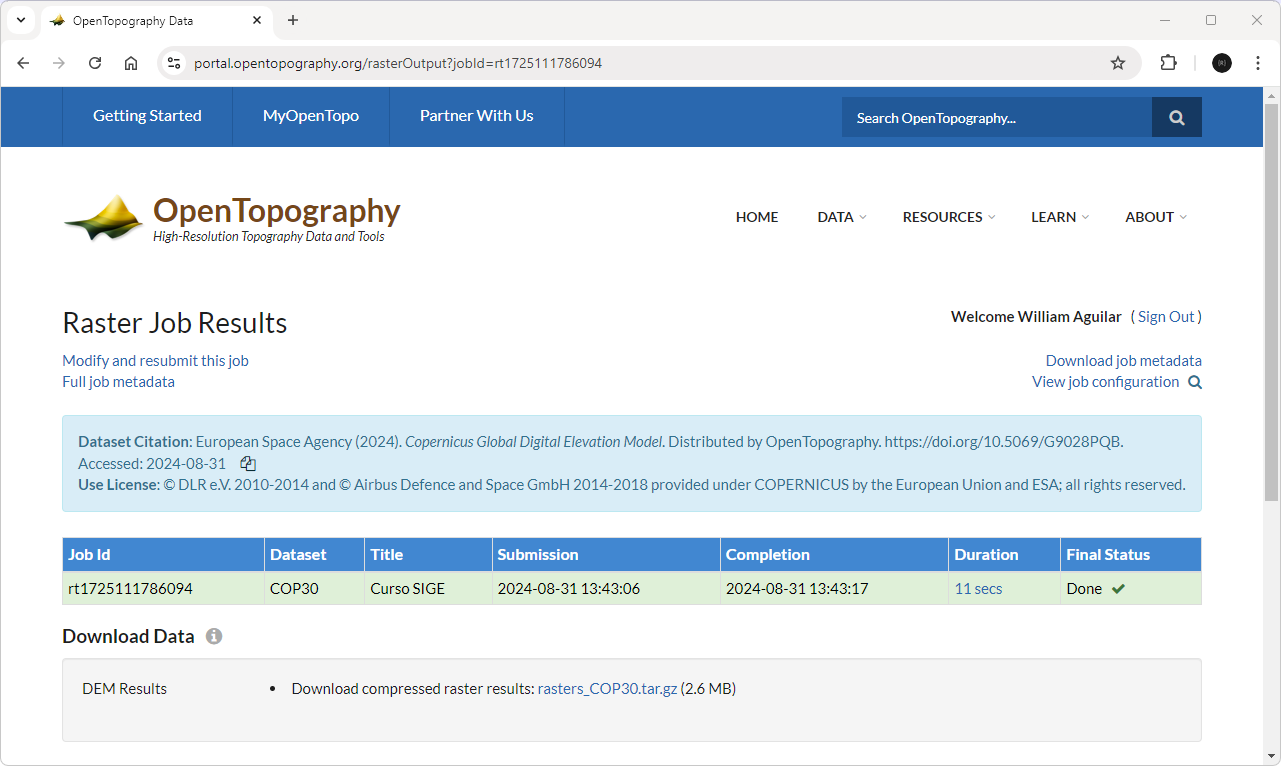 OpenTopography Data
portal.opentopography.org/rasterOutput?jobId=rt1725111786094
Getting Started MyOpenTopo Partner With Us Search OpenTopography...
OpenTopography
High-Resolution Topography Data and Tools
HOME DATA RESOURCES LEARN ABOUT
Raster Job Results
Welcome William Aguilar ( Sign Out )
Modify and resubmit this job
Full job metadata
Download job metadata
View job configuration
Dataset Citation: European Space Agency (2024). Copernicus Global Digital Elevation Model. Distributed by OpenTopography. https://doi.org/10.5069/G9028PQB.
Accessed: 2024-08-31
Use License: © DLR e.V. 2010-2014 and © Airbus Defence and Space GmbH 2014-2018 provided under COPERNICUS by the European Union and ESA; all rights reserved.
Job Id Dataset Title Submission Completion Duration Final Status
rt1725111786094 COP30 Curso SIGE 2024-08-31 13:43:06 2024-08-31 13:43:17 11 secs Done
Download Data
DEM Results • Download compressed raster results: rasters_COP30.tar.gz (2.6 MB)